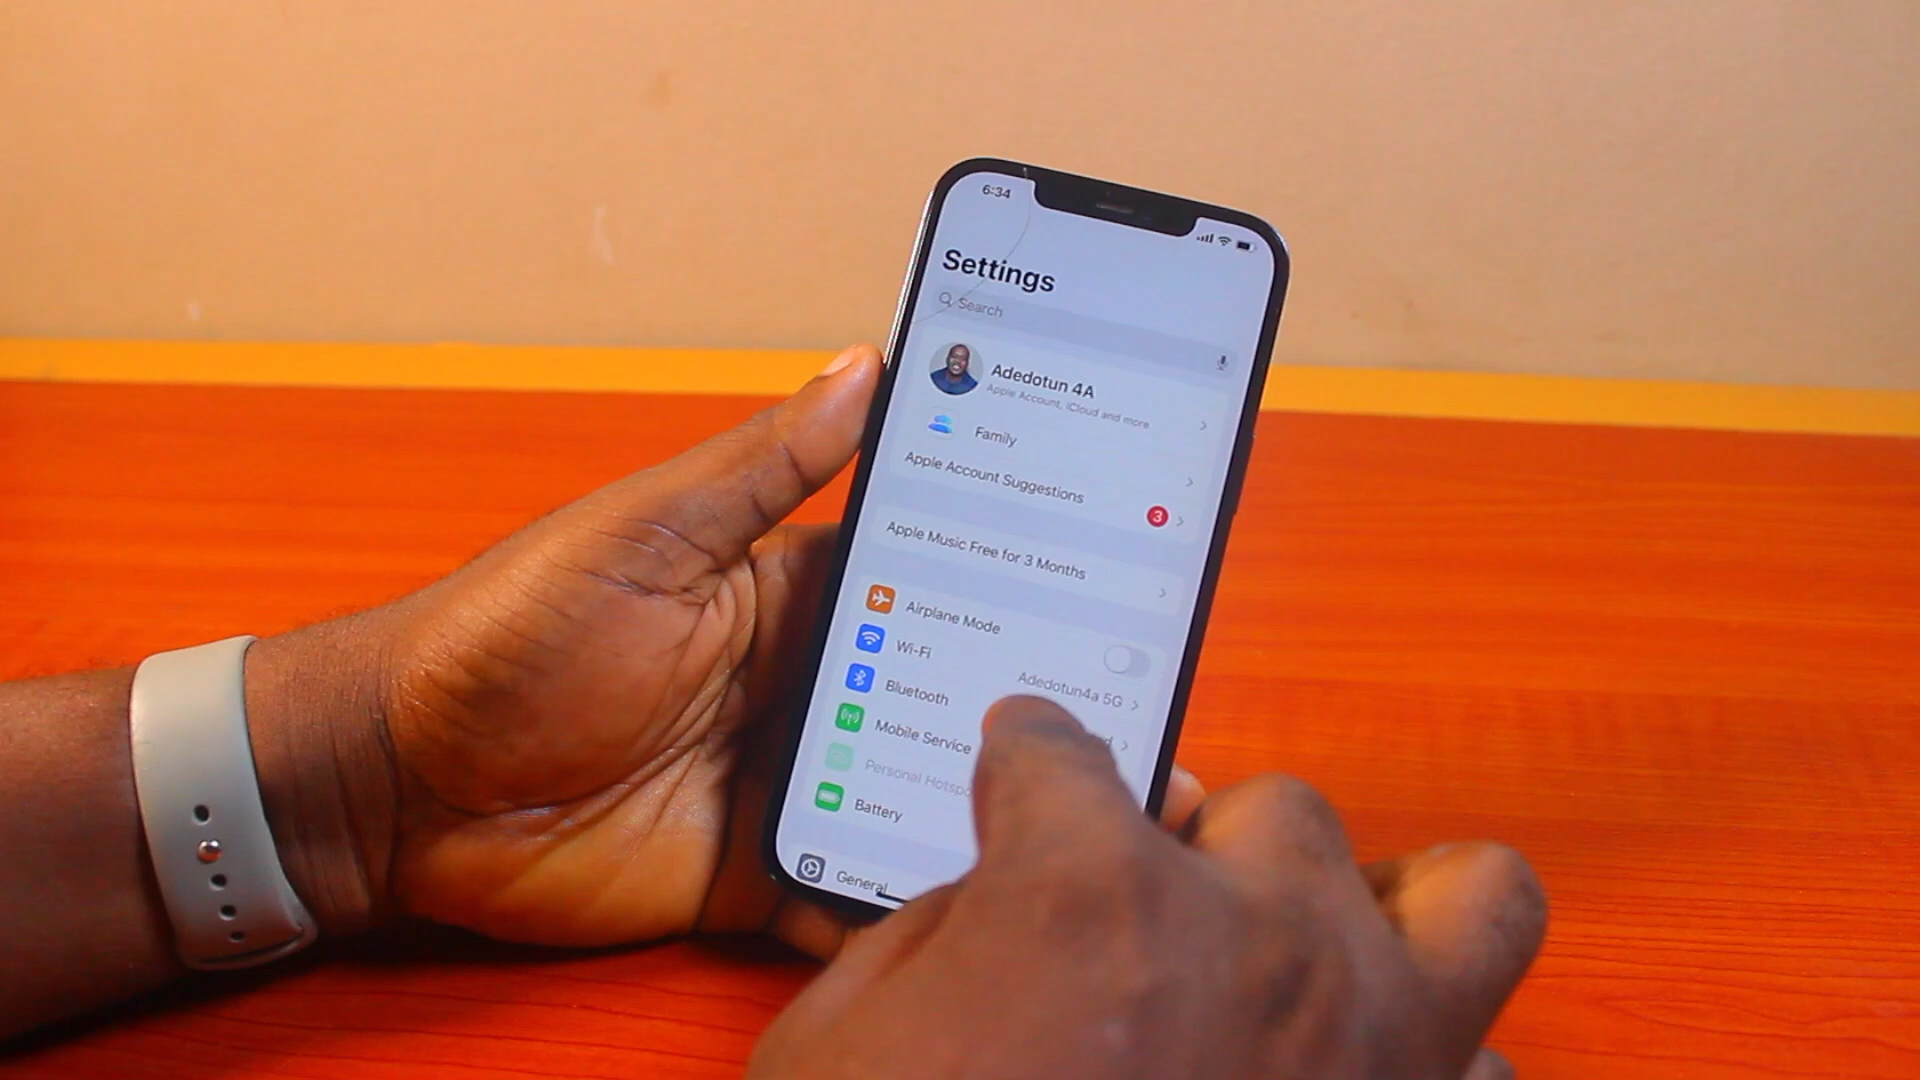 6:34
Settings
Search
Adedotun 4A
Apple Account, iCloud and more
Family
Apple Account Suggestions
3
Apple Music Free for 3 Months
Airplane Mode
Wi-Fi
Adedotun4a 5G
Bluetooth
Mobile Service
Personal
Battery
General